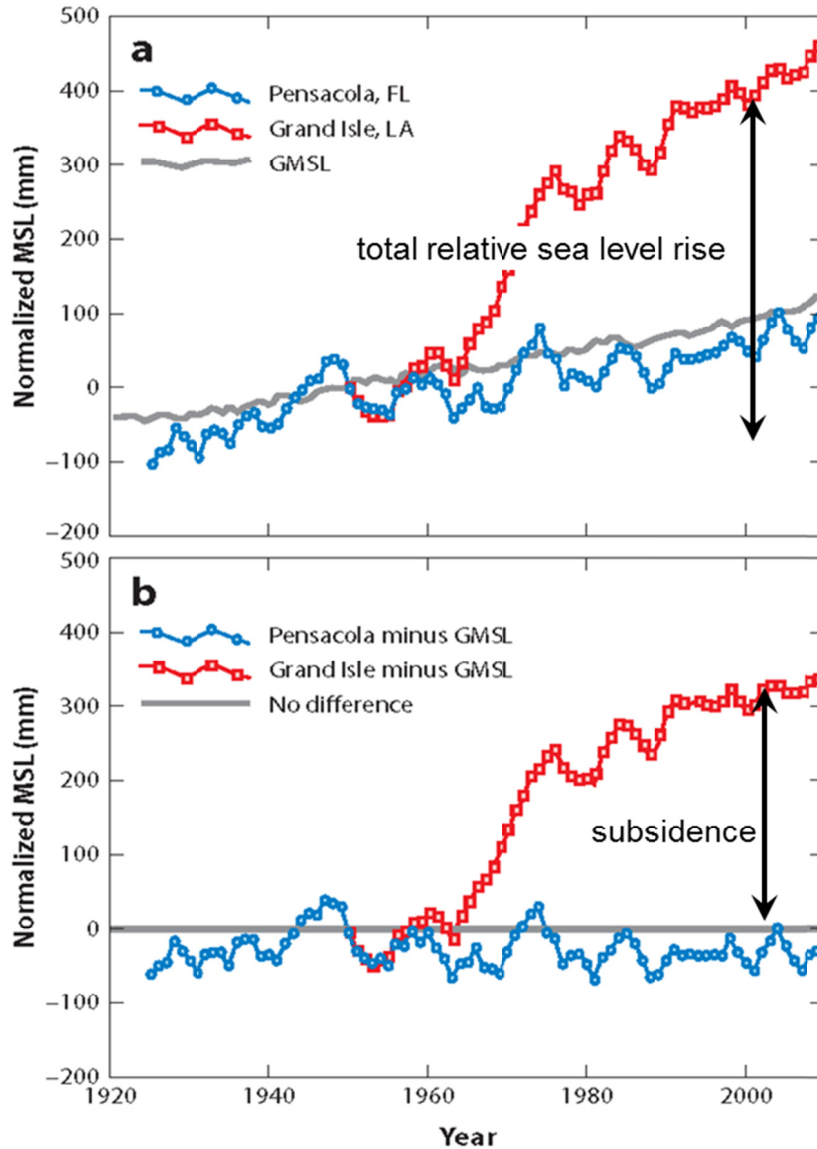 500
a
400
300
200
100
0
−100
−200
Normalized MSL (mm)
Pensacola, FL
Grand Isle, LA
GMSL
total relative sea level rise
500
b
400
300
200
100
0
−100
−200
Normalized MSL (mm)
Pensacola minus GMSL
Grand Isle minus GMSL
No difference
subsidence
1920 1940 1960 1980 2000
Year